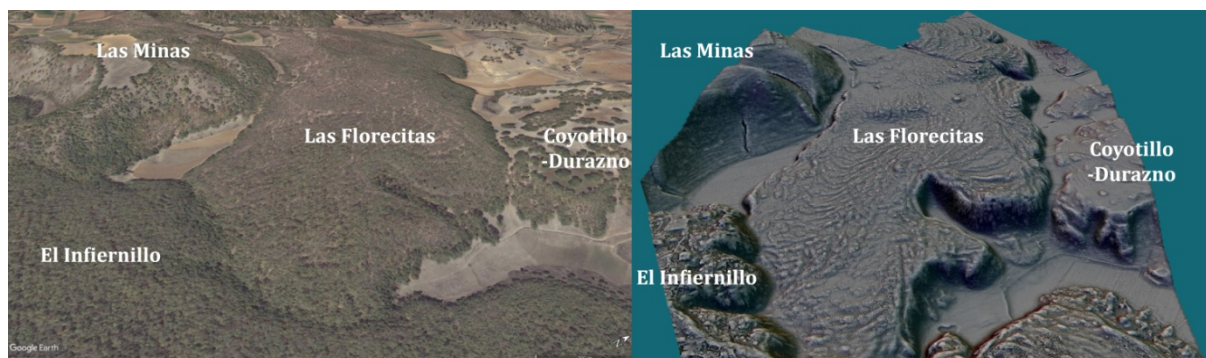 Las Minas
Las Florecitas
Coyotillo
-Durazno
El Infiernillo
Google Earth
Las Minas
Las Florecitas
Coyotillo
-Durazno
El Infiernillo